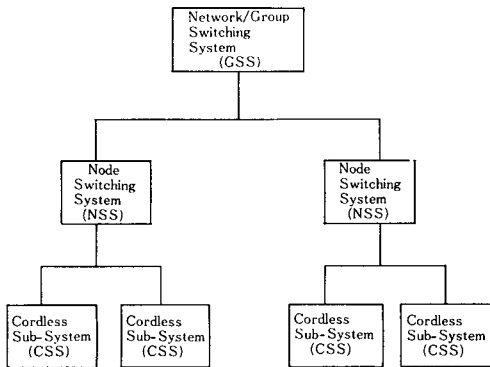 Network/Group
Switching
System
(GSS)
Node
Switching
System
(NSS)
Node
Switching
System
(NSS)
Cordless
Sub-System
(CSS)
Cordless
Sub-System
(CSS)
Cordless
Sub-System
(CSS)
Cordless
Sub-System
(CSS)